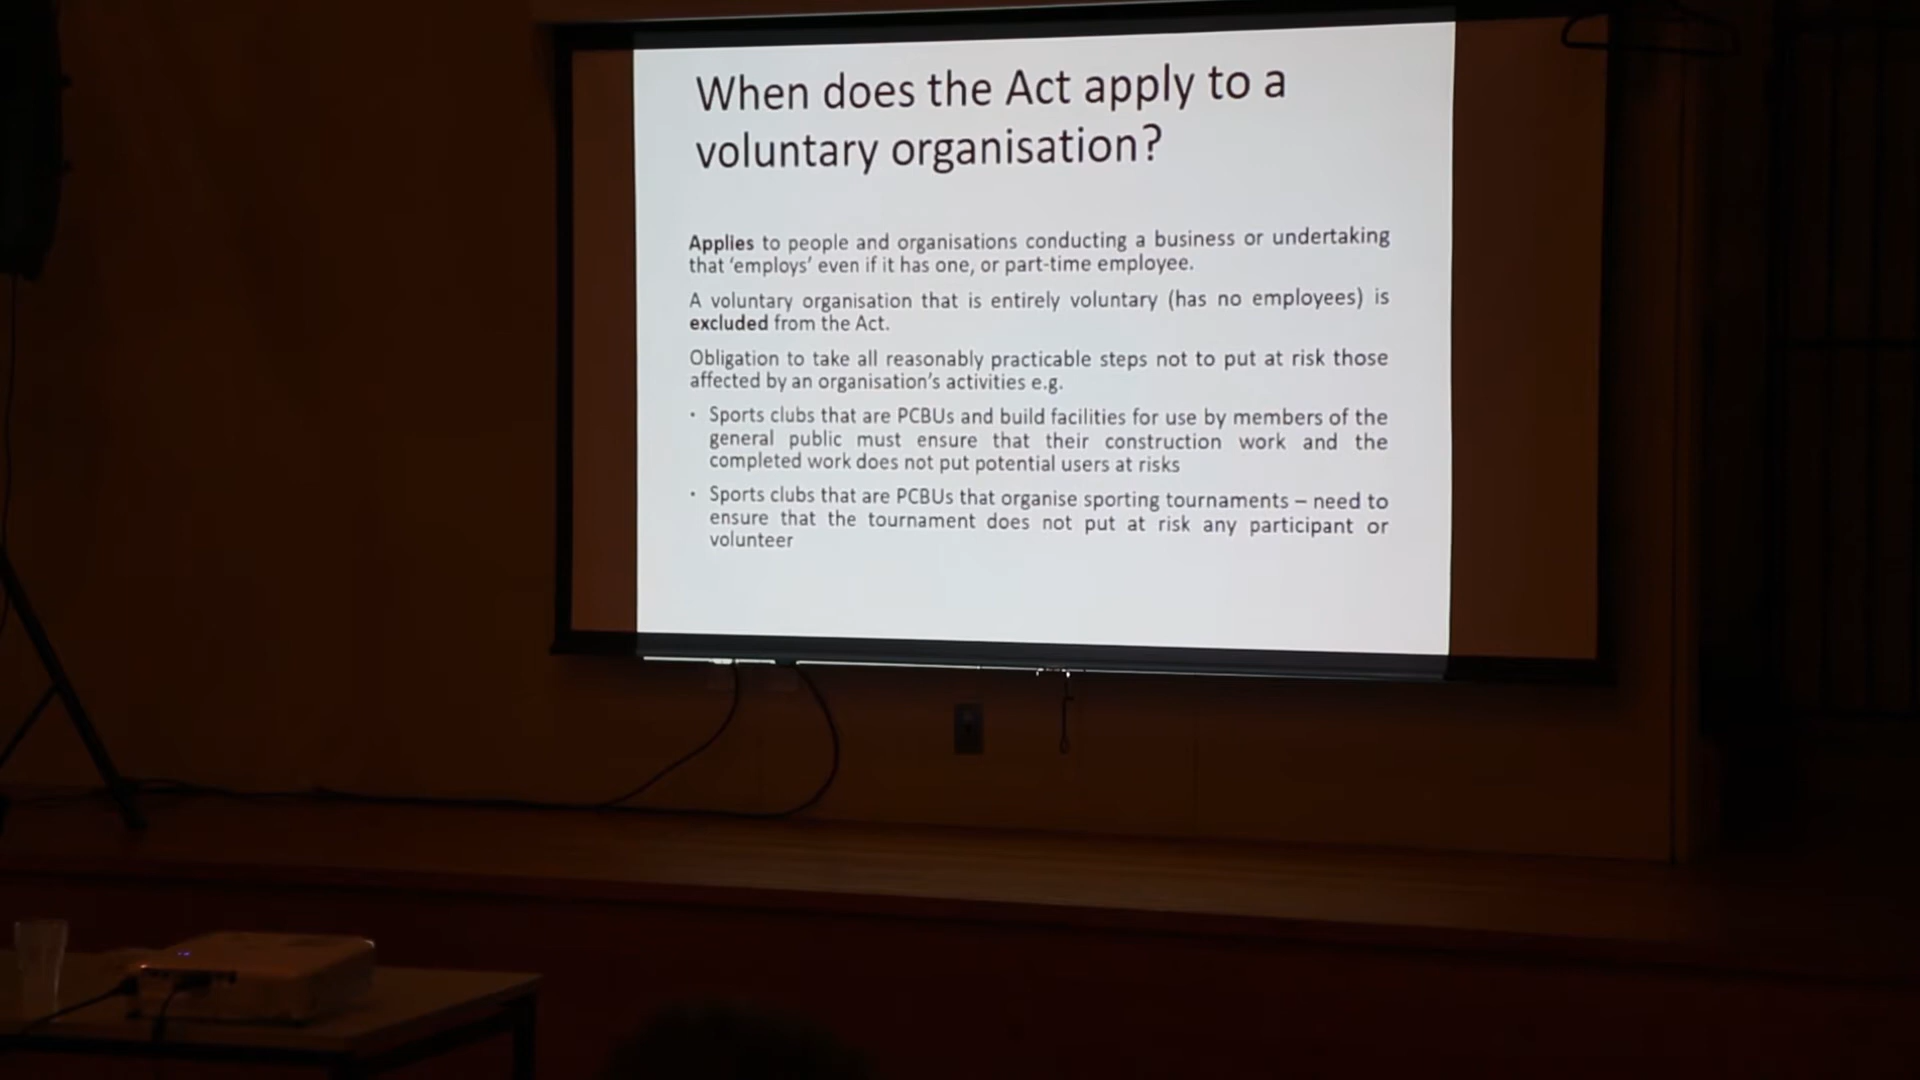 When does the Act apply to a
voluntary organisation?
Applies to people and organisations conducting a business or undertaking
that 'employs' even if it has one, or part-time employee.
A voluntary organisation that is entirely voluntary (has no employees) is
excluded from the Act.
Obligation to take all reasonably practicable steps not to put at risk those
affected by an organisation's activities e.g.
• Sports clubs that are PCBUs and build facilities for use by members of the
general public must ensure that their construction work and the
completed work does not put potential users at risks
• Sports clubs that are PCBUs that organise sporting tournaments – need to
ensure that the tournament does not put at risk any participant or
volunteer